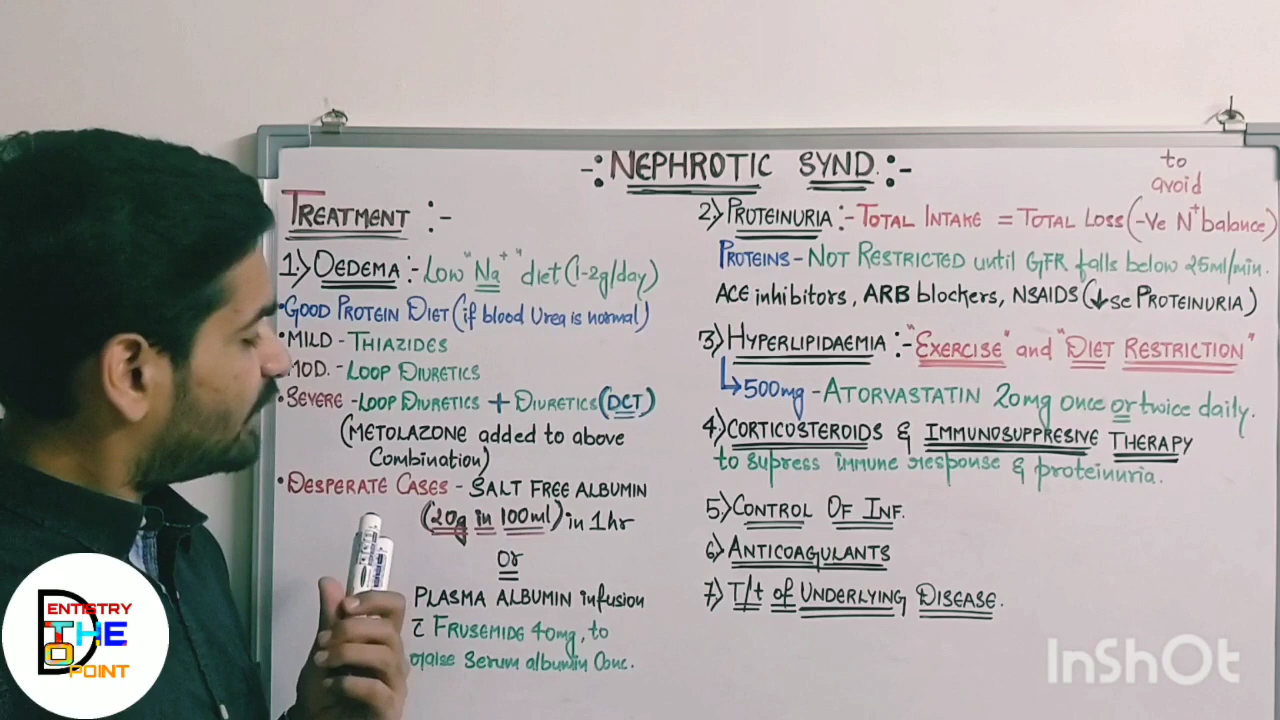 -: NEPHROTIC SYND. :-
TREATMENT :-
1.) OEDEMA :- Low "Na+" diet (1-2g/day)
• GOOD PROTEIN DIET (if blood Urea is normal)
• MILD - THIAZIDES
• MOD. - LOOP DIURETICS
• SEVERE - LOOP DIURETICS + DIURETICS (DCT)
(METOLAZONE added to above
Combination)
• DESPERATE CASES - SALT FREE ALBUMIN
(20g in 100ml) in 1hr
or
PLASMA ALBUMIN infusion
c̄ FRUSEMIDE 40mg, to
raise Serum albumin Conc.
to
avoid
2) PROTEINURIA :- TOTAL INTAKE = TOTAL LOSS (-Ve N+ balance)
PROTEINS - NOT RESTRICTED until GFR falls below 25ml/min.
ACE inhibitors, ARB blockers, NSAIDS (↓se PROTEINURIA)
3) HYPERLIPIDAEMIA :- "EXERCISE" and "DIET RESTRICTION"
↳ 500mg - ATORVASTATIN 20mg once or twice daily.
4) CORTICOSTEROIDS & IMMUNOSUPPRESIVE THERAPY
to supress immune response & proteinuria.
5) CONTROL OF INF.
6) ANTICOAGULANTS
7) T/t of UNDERLYING DISEASE.
DENTISTRY
THE
TO
POINT
InShOt